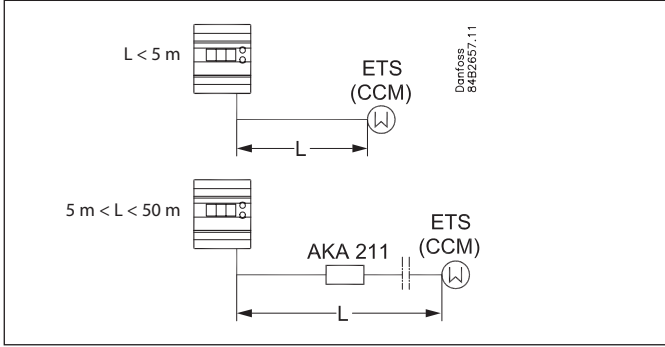 L < 5 m
ETS
(CCM)
Danfoss
84B2657.11
L
5 m < L < 50 m
AKA 211
ETS
(CCM)
L